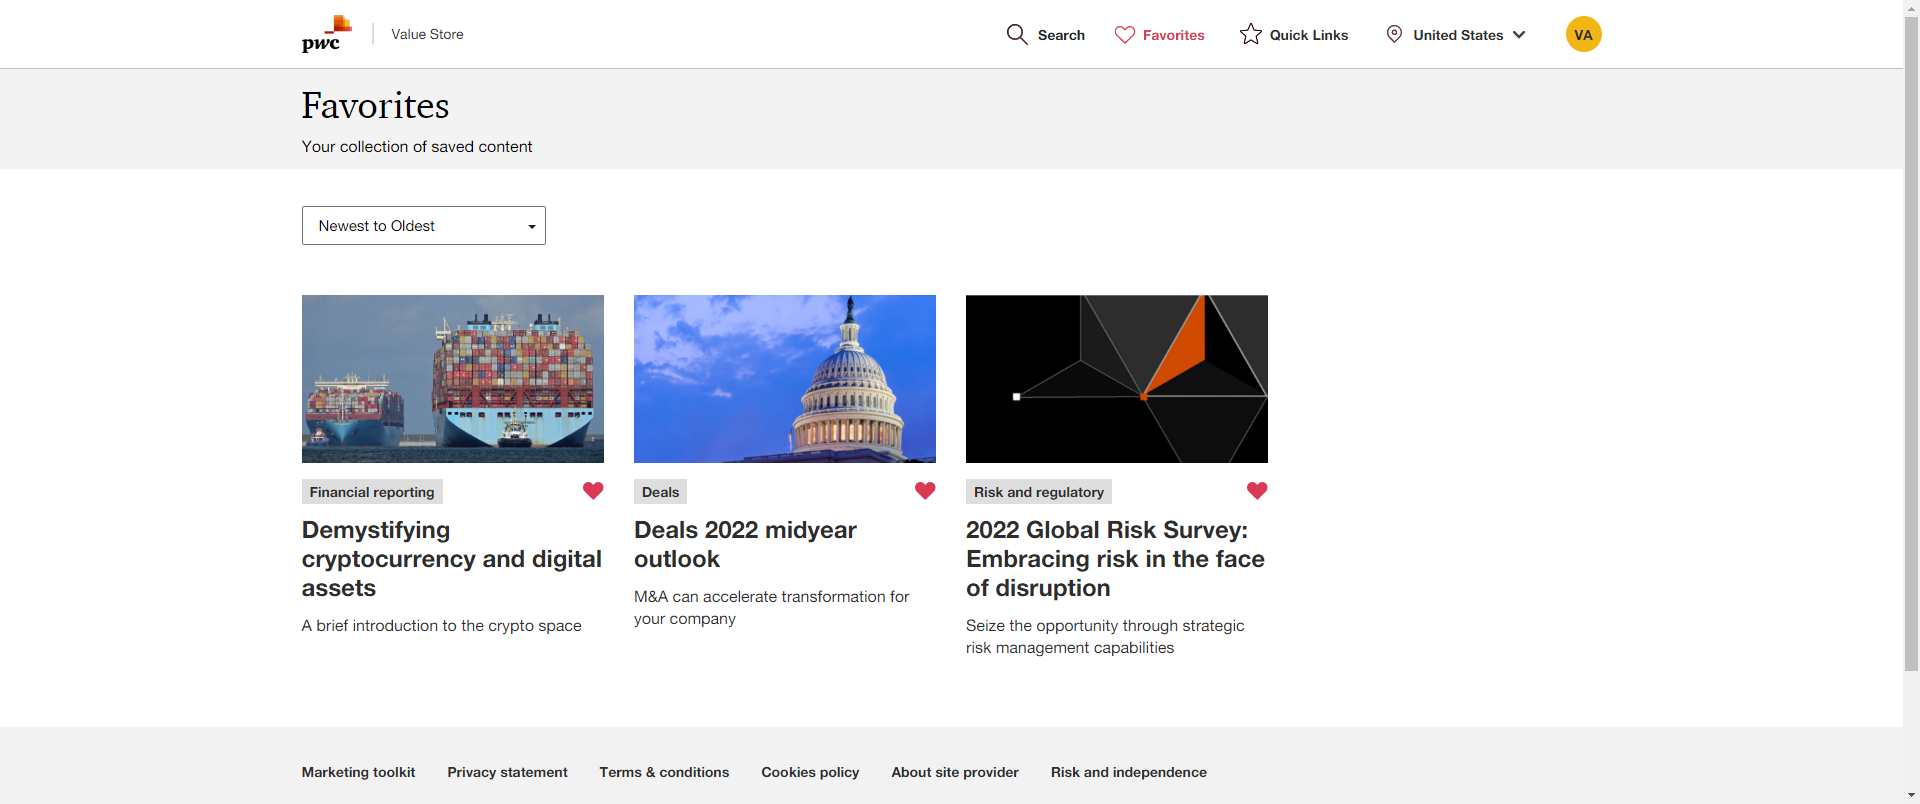 pwc
Value Store
Search
Favorites
Quick Links
United States
VA
Favorites
Your collection of saved content
Newest to Oldest
Financial reporting
Demystifying
cryptocurrency and digital
assets
A brief introduction to the crypto space
Deals
Deals 2022 midyear
outlook
M&A can accelerate transformation for
your company
Risk and regulatory
2022 Global Risk Survey:
Embracing risk in the face
of disruption
Seize the opportunity through strategic
risk management capabilities
Marketing toolkit
Privacy statement
Terms & conditions
Cookies policy
About site provider
Risk and independence